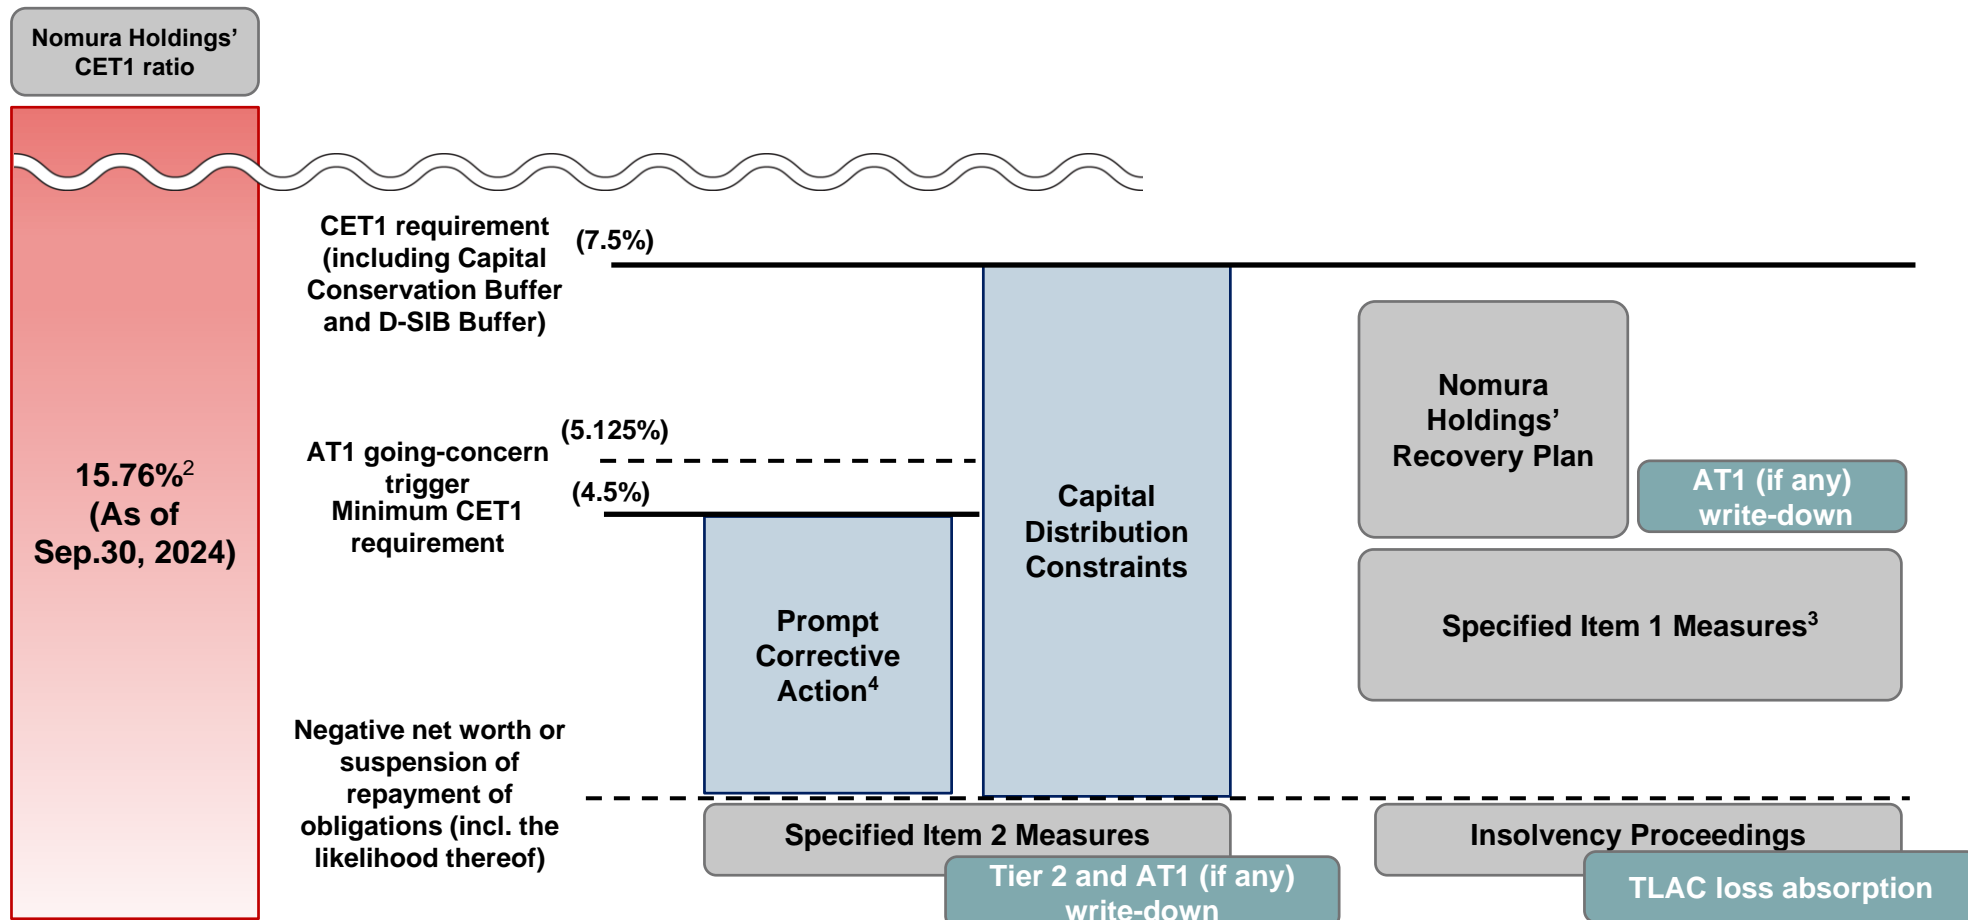 Nomura Holdings’
CET1 ratio
15.76%2
(As of
Sep.30, 2024)
CET1 requirement
(including Capital
Conservation Buffer
and D-SIB Buffer)
(7.5%)
AT1 going-concern
trigger
(5.125%)
Minimum CET1
requirement
(4.5%)
Negative net worth or
suspension of
repayment of
obligations (incl. the
likelihood thereof)
Prompt
Corrective
Action4
Capital
Distribution
Constraints
Nomura
Holdings’
Recovery Plan
AT1 (if any)
write-down
Specified Item 1 Measures3
Specified Item 2 Measures
Tier 2 and AT1 (if any)
write-down
Insolvency Proceedings
TLAC loss absorption